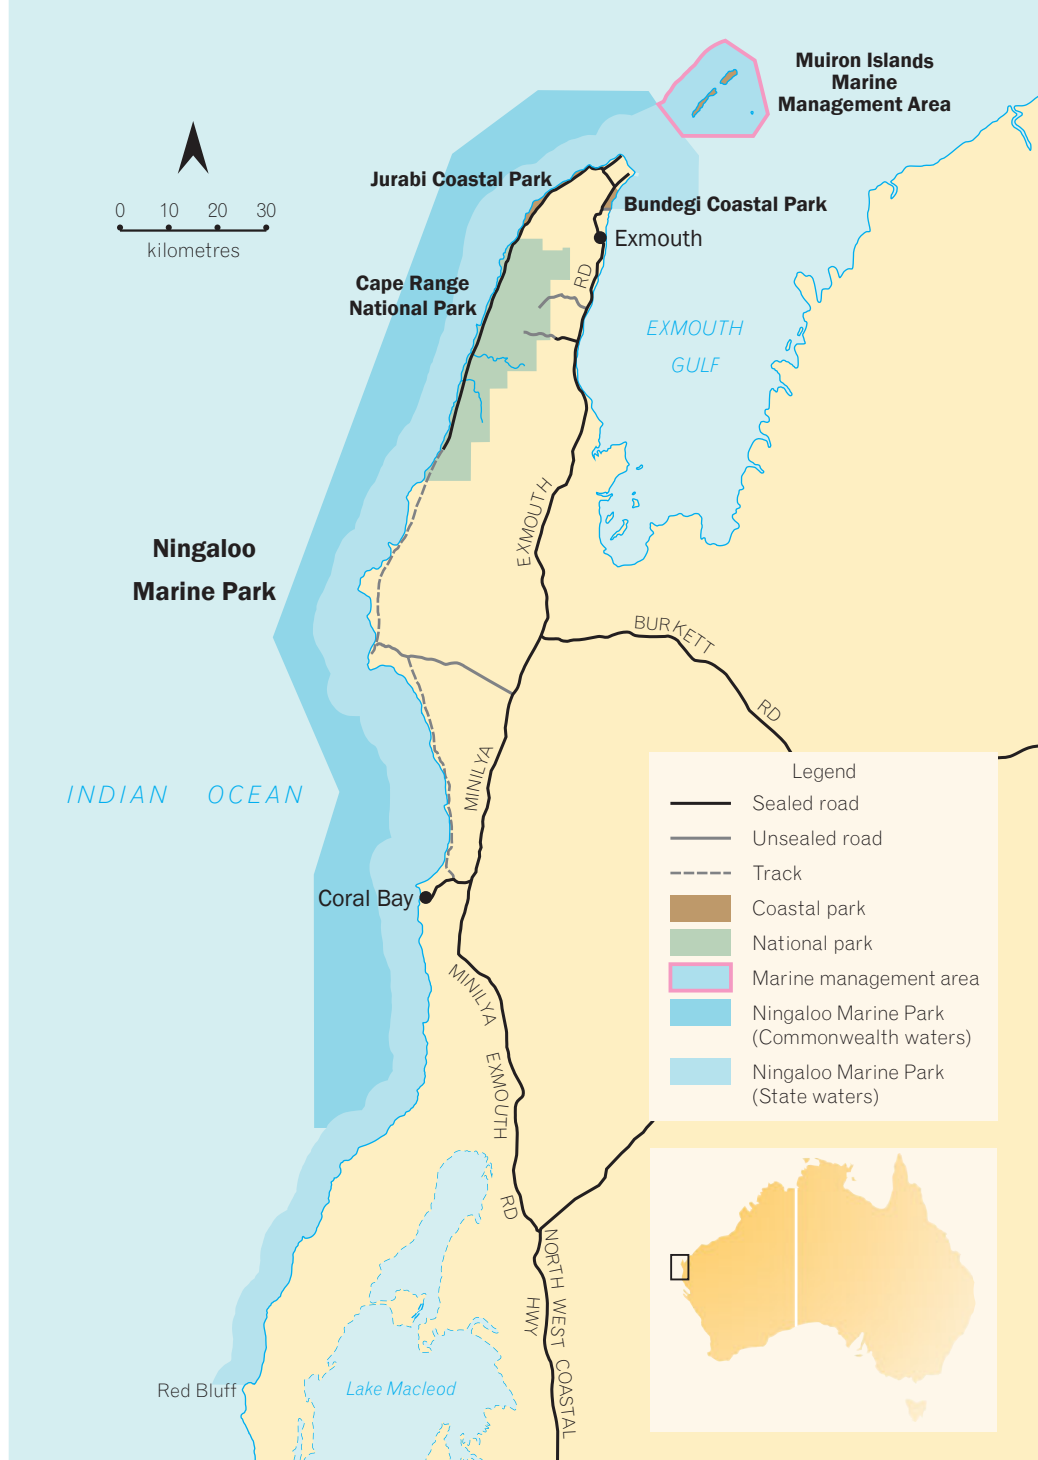 Muiron Islands
Marine
Management Area
Jurabi Coastal Park
0 10 20 30
kilometres
Bundegi Coastal Park
Exmouth
Cape Range
National Park
RD
EXMOUTH
GULF
EXMOUTH
Ningaloo
Marine Park
BURKETT
RD
MINILYA
INDIAN OCEAN
Coral Bay
MINILYA
EXMOUTH
RD
NORTH WEST COASTAL
HWY
Red Bluff
Lake Macleod
Legend
Sealed road
Unsealed road
Track
Coastal park
National park
Marine management area
Ningaloo Marine Park
(Commonwealth waters)
Ningaloo Marine Park
(State waters)